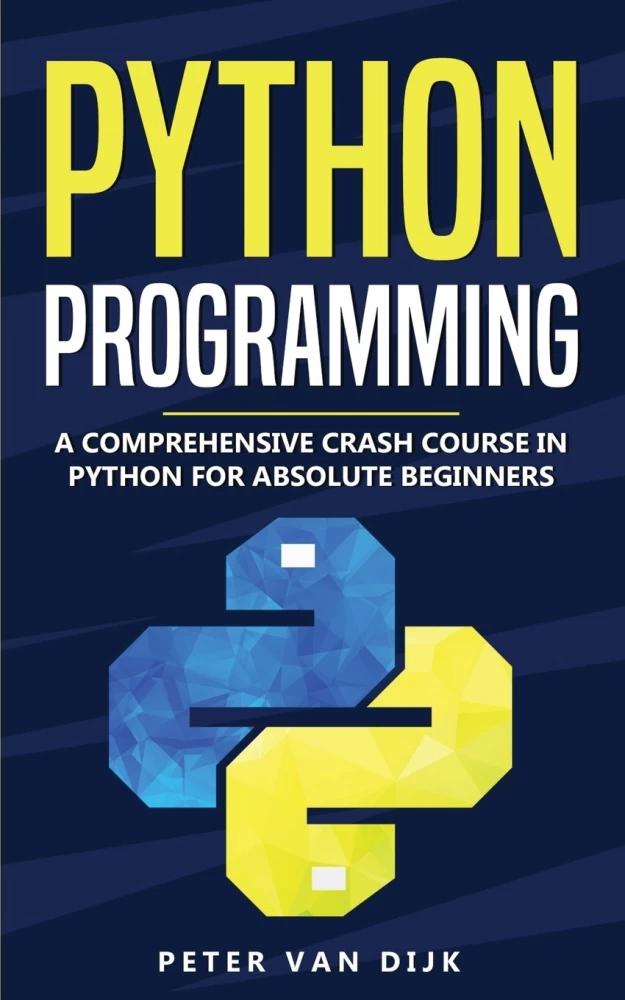 PYTHON
PROGRAMMING
A COMPREHENSIVE CRASH COURSE IN
PYTHON FOR ABSOLUTE BEGINNERS
PETER VAN DIJK